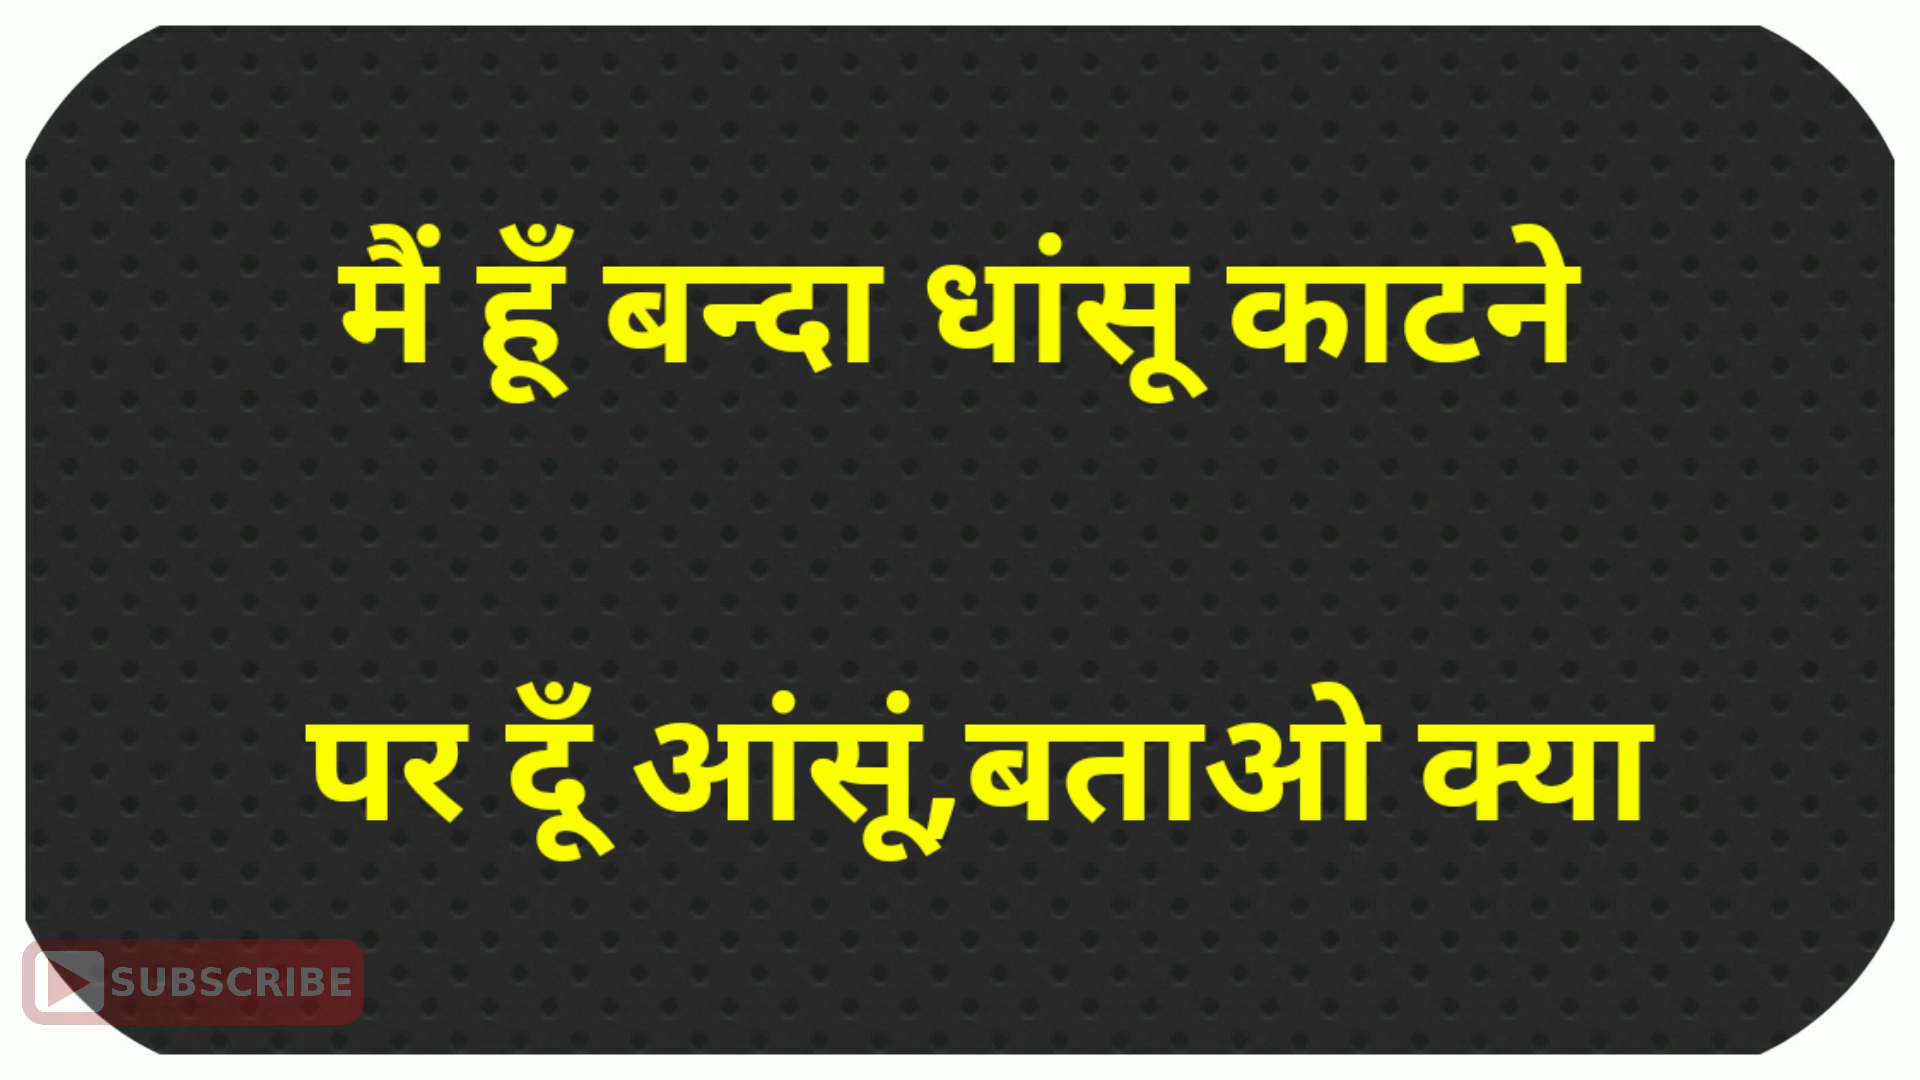 मैं हूँ बन्दा धांसू काटने
पर दूँ आंसूं,बताओ क्या
SUBSCRIBE